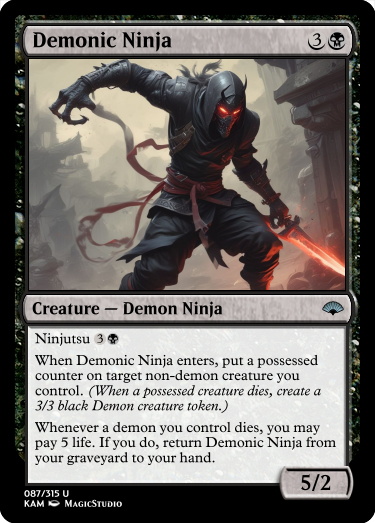 Demonic Ninja 3
Creature — Demon Ninja
Ninjutsu 3
When Demonic Ninja enters, put a possessed
counter on target non-demon creature you
control. (When a possessed creature dies, create a
3/3 black Demon creature token.)
Whenever a demon you control dies, you may
pay 5 life. If you do, return Demonic Ninja from
your graveyard to your hand.
5/2
087/315 U
KAM MagicStudio